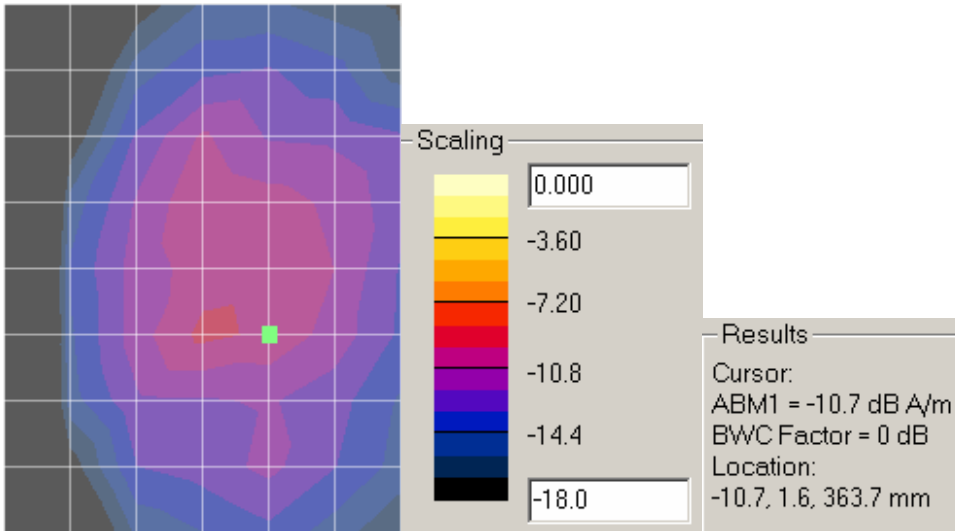 Scaling
0.000
-3.60
-7.20
-10.8
-14.4
-18.0
Results
Cursor:
ABM1 = -10.7 dB A/m
BWC Factor = 0 dB
Location:
-10.7, 1.6, 363.7 mm